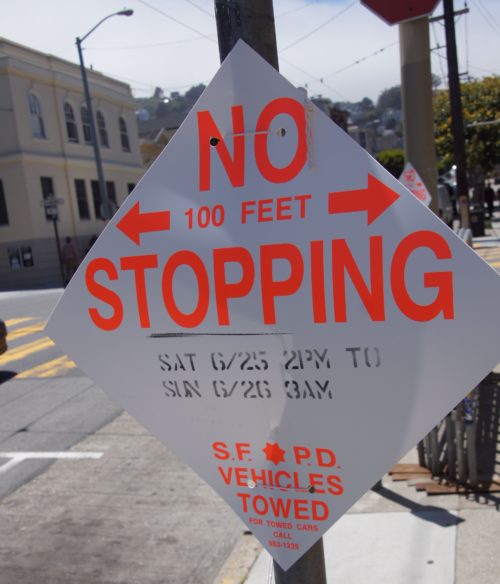 NO
100 FEET
STOPPING
SAT 6/25 2PM TO
SUN 6/26 3AM
S.F. P.D.
VEHICLES
TOWED
FOR TOWED CARS
CALL
553-1235